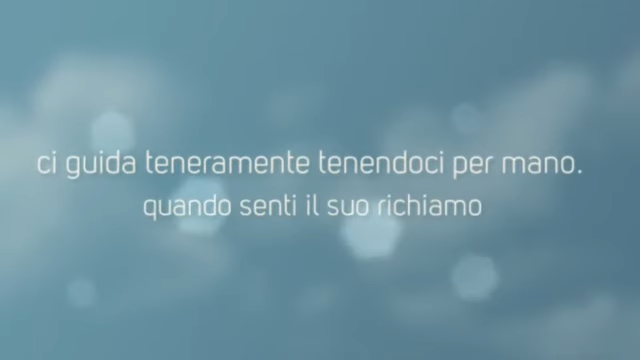 ci guida teneramente tenendoci per mano.
quando senti il suo richiamo